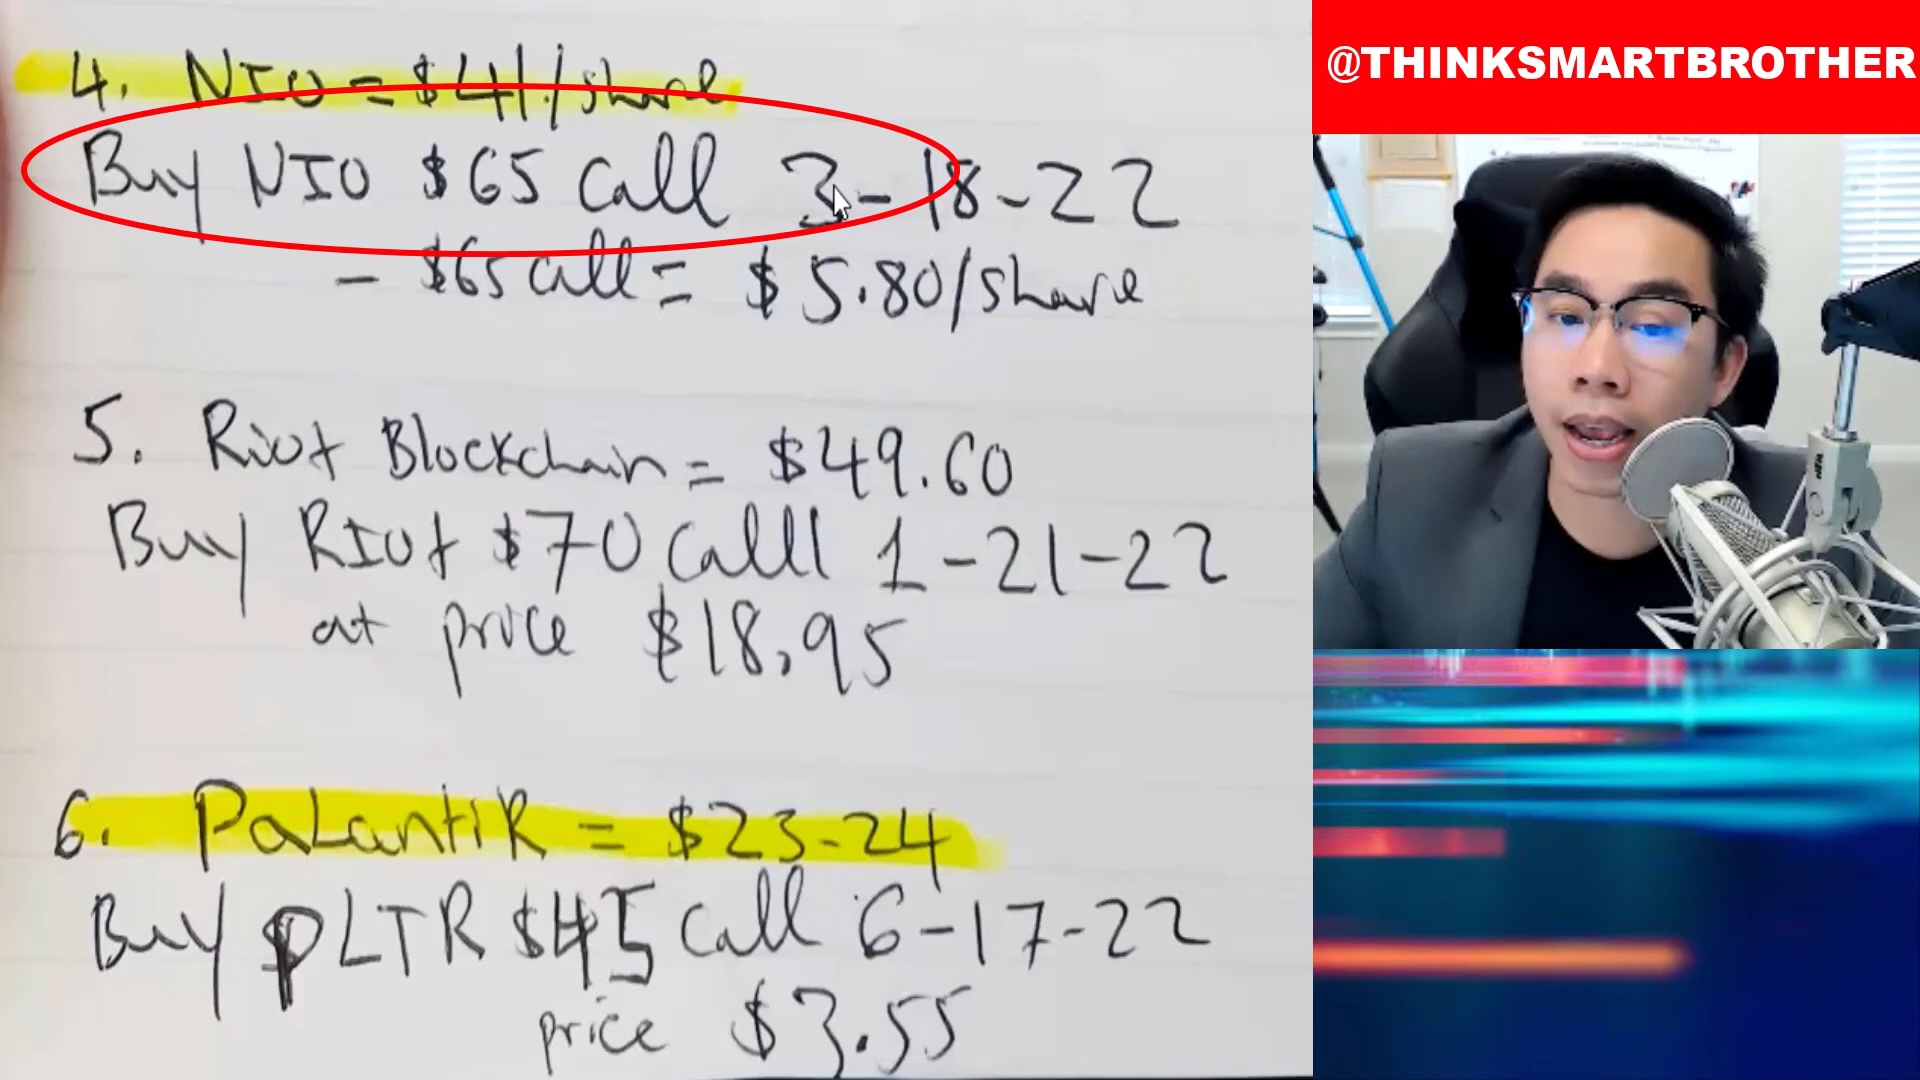 4. NIO = $41/share
Buy NIO $65 call 3-18-22
- $65 call = $5.80/share
5. Riot Blockchain = $49.60
Buy RIOT $70 Calll 1-21-22
at price $18.95
6. PaLantiR = $23-24
Buy PLTR $45 call 6-17-22
price $3.55
@THINKSMARTBROTHER